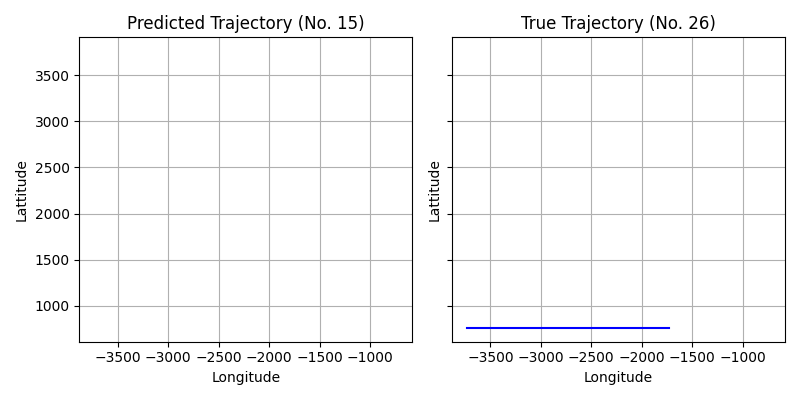 Predicted Trajectory (No. 15)
True Trajectory (No. 26)
3500
3000
2500
2000
1500
1000
Lattitude
Lattitude
−3500 −3000 −2500 −2000 −1500 −1000
−3500 −3000 −2500 −2000 −1500 −1000
Longitude
Longitude